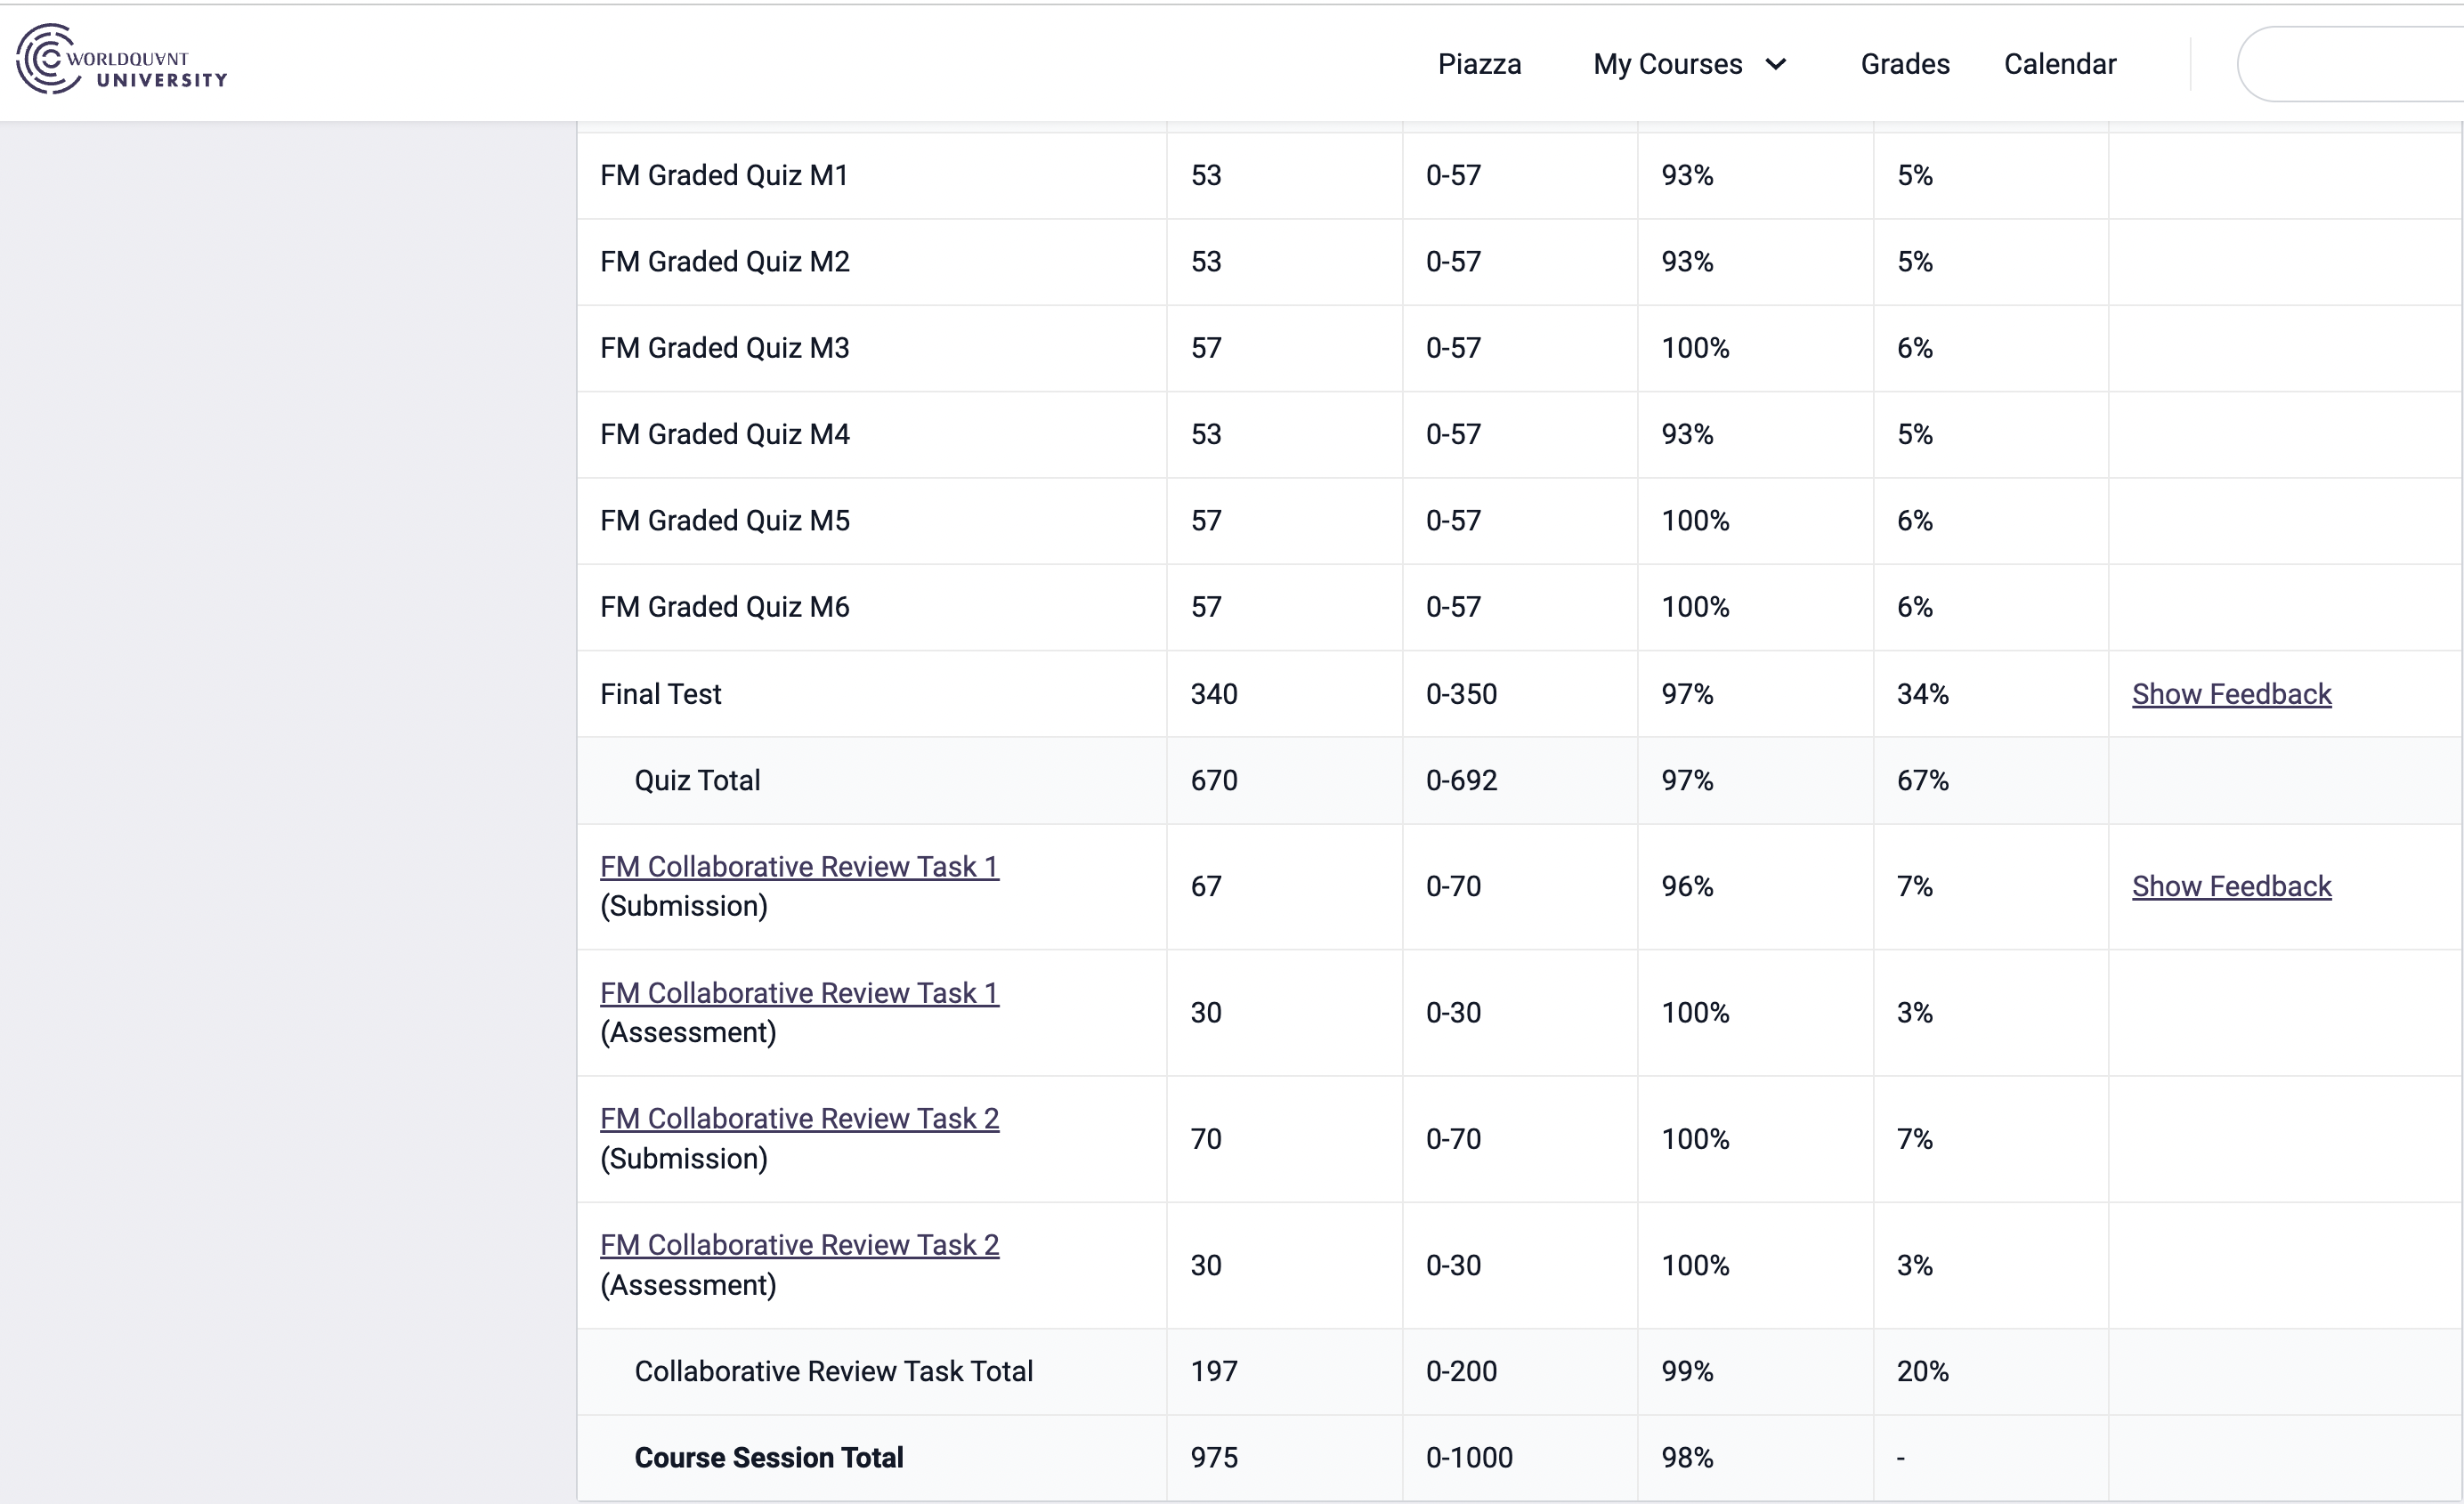 WORLDQUANT
UNIVERSITY
Piazza My Courses Grades Calendar
FM Graded Quiz M1 53 0-57 93% 5%
FM Graded Quiz M2 53 0-57 93% 5%
FM Graded Quiz M3 57 0-57 100% 6%
FM Graded Quiz M4 53 0-57 93% 5%
FM Graded Quiz M5 57 0-57 100% 6%
FM Graded Quiz M6 57 0-57 100% 6%
Final Test 340 0-350 97% 34% Show Feedback
Quiz Total 670 0-692 97% 67%
FM Collaborative Review Task 1
(Submission) 67 0-70 96% 7% Show Feedback
FM Collaborative Review Task 1
(Assessment) 30 0-30 100% 3%
FM Collaborative Review Task 2
(Submission) 70 0-70 100% 7%
FM Collaborative Review Task 2
(Assessment) 30 0-30 100% 3%
Collaborative Review Task Total 197 0-200 99% 20%
Course Session Total 975 0-1000 98% -